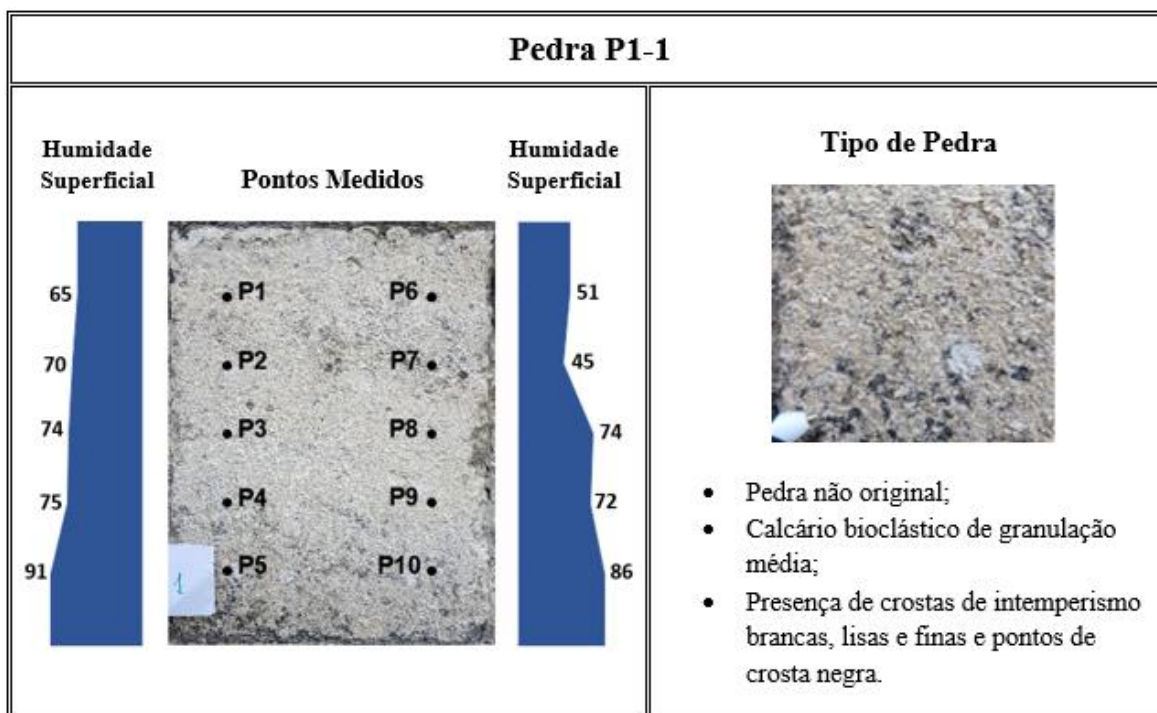 Pedra P1-1
Humidade
Superficial
Pontos Medidos
Humidade
Superficial
65
P1
P6
51
70
P2
P7
45
74
P3
P8
74
75
P4
P9
72
91
P5
P10
86
1
Tipo de Pedra
• Pedra não original;
• Calcário bioclástico de granulação
média;
• Presença de crostas de intemperismo
brancas, lisas e finas e pontos de
crosta negra.